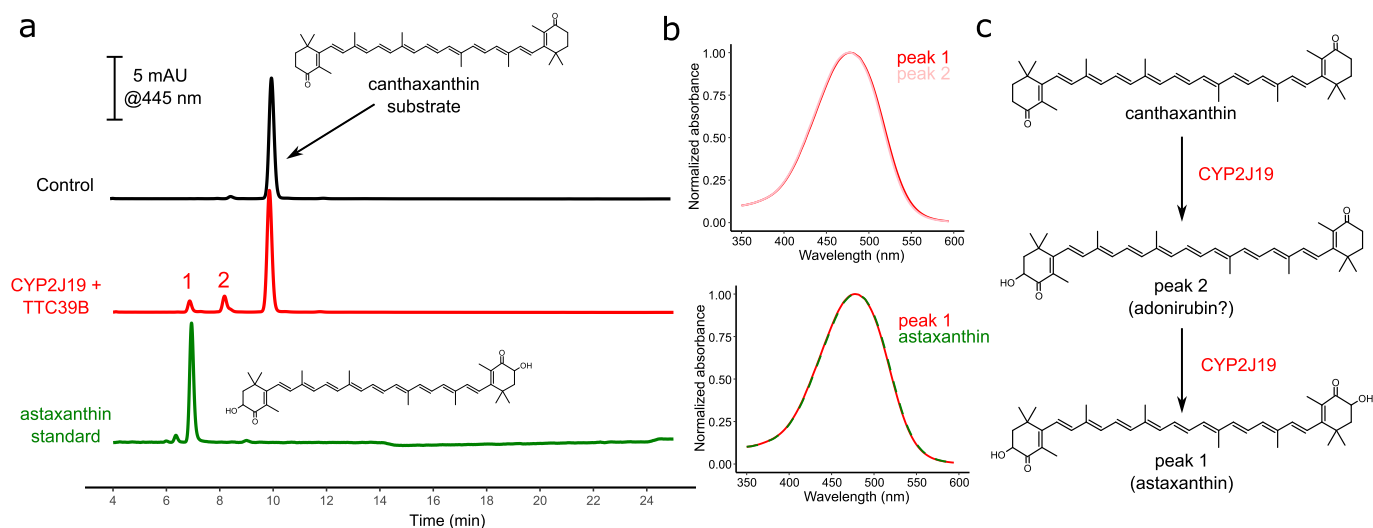 a
5 mAU
@445 nm
canthaxanthin
substrate
O
O
Control
CYP2J19 +
TTC39B
1
2
astaxanthin
standard
HO
O
O
OH
4
6
8
10
12
14
16
18
20
22
24
Time (min)
b
Normalized absorbance
1.00
0.75
0.50
0.25
0.00
peak 1
peak 2
350
400
450
500
550
600
Wavelength (nm)
Normalized absorbance
1.00
0.75
0.50
0.25
0.00
peak 1
astaxanthin
350
400
450
500
550
600
Wavelength (nm)
c
O
O
canthaxanthin
CYP2J19
O
HO
O
peak 2
(adonirubin?)
CYP2J19
O
OH
HO
O
peak 1
(astaxanthin)